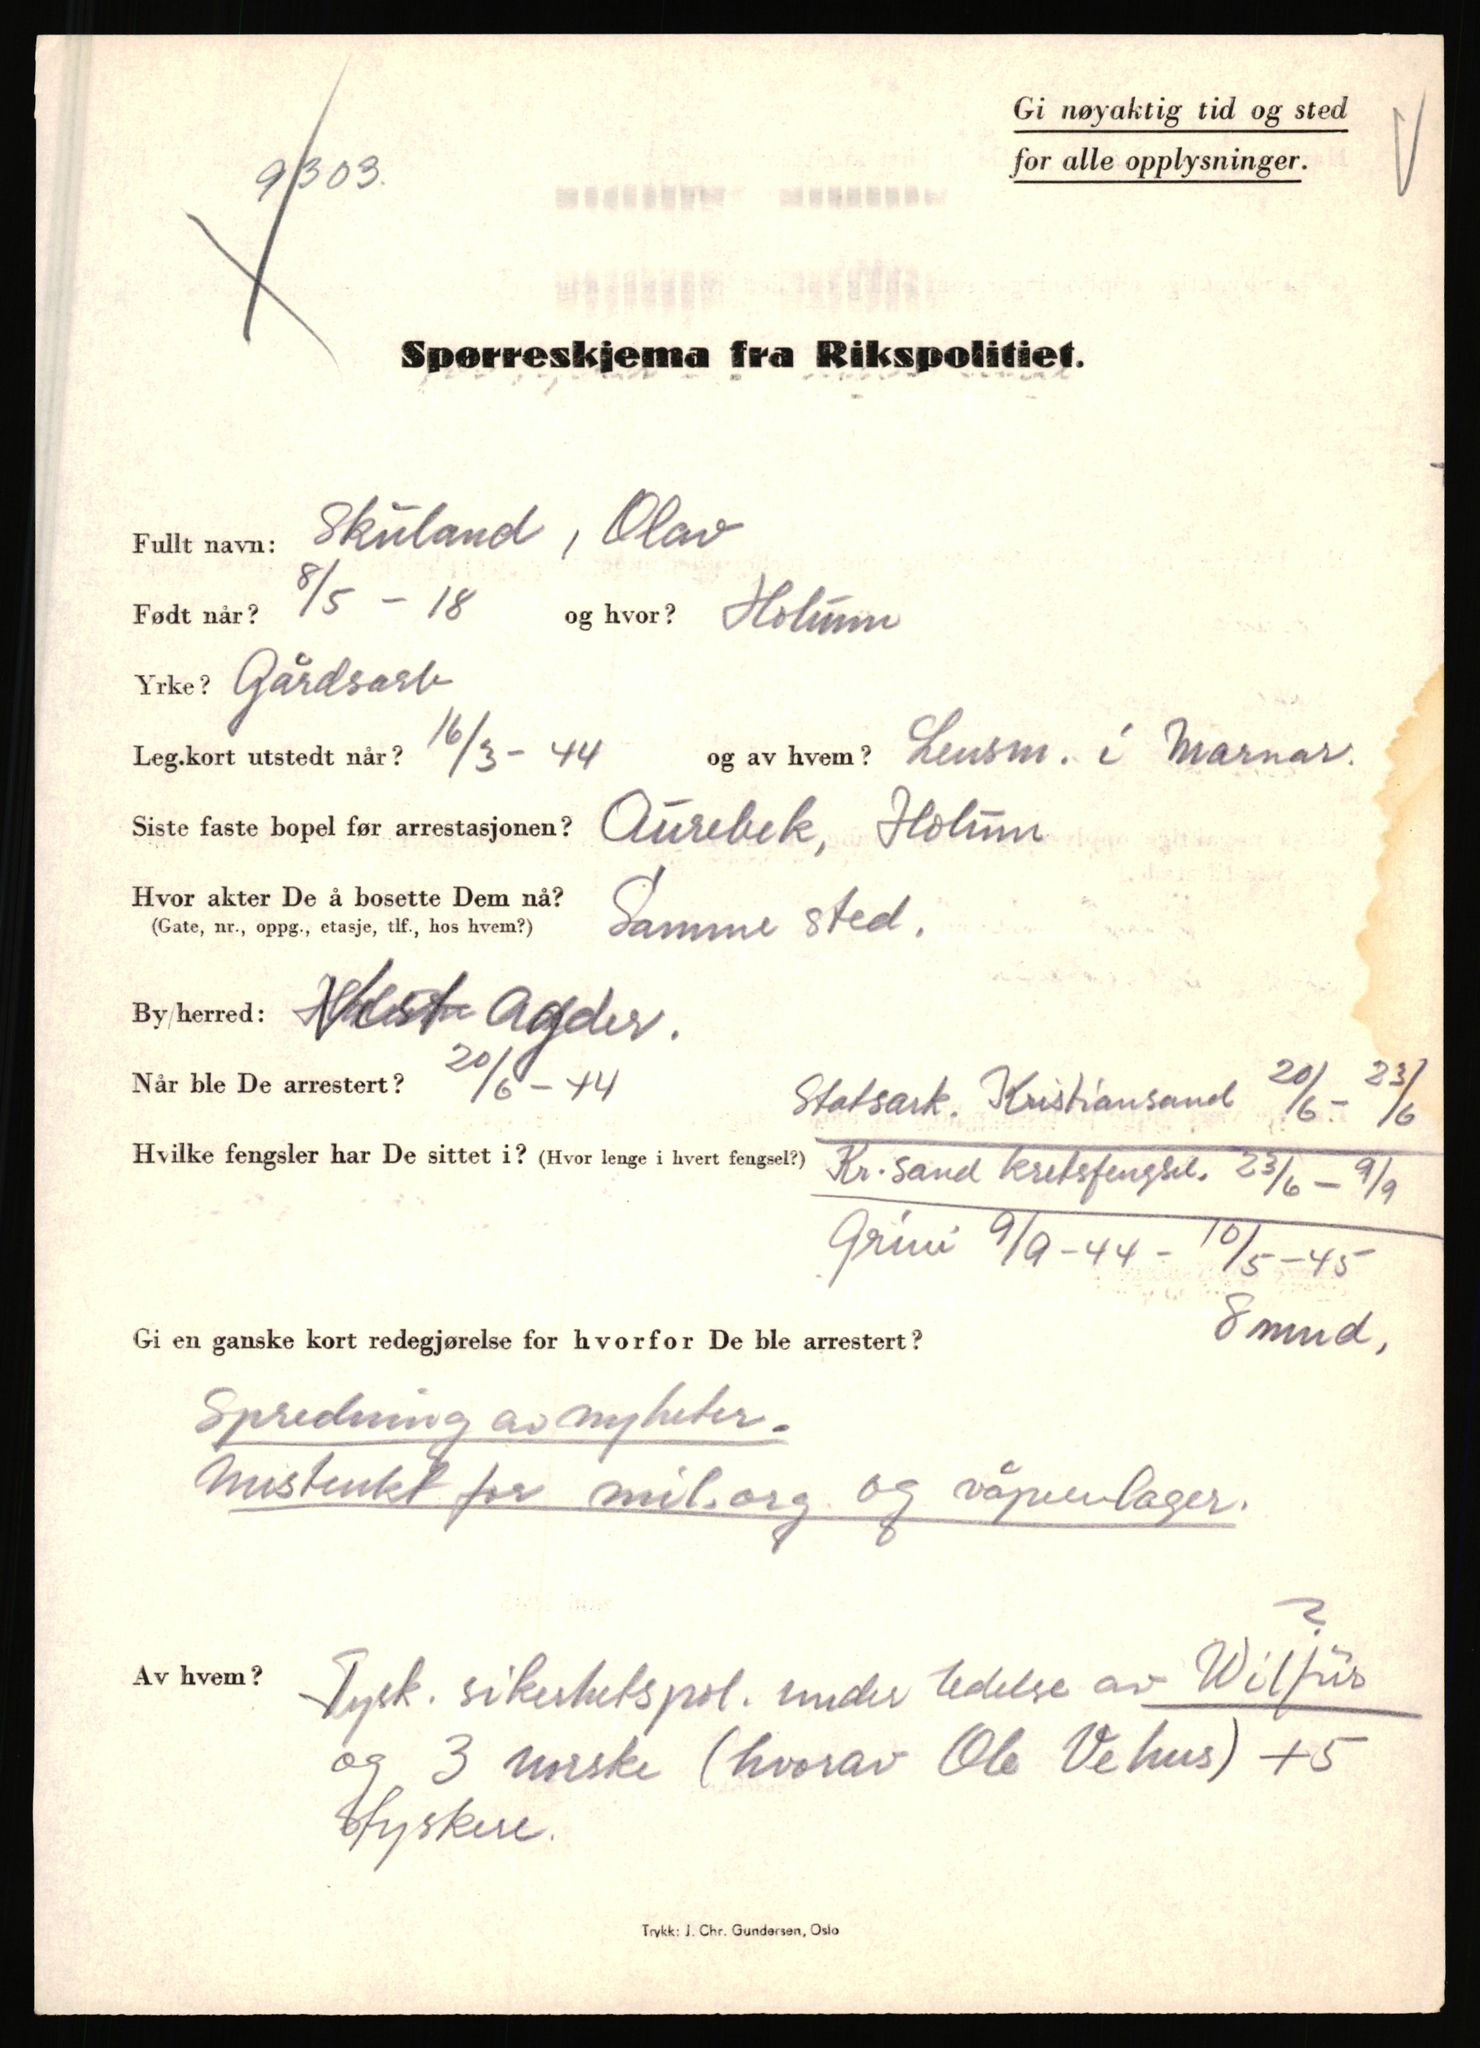 Gi nøyaktig tid og sted
for alle opplysninger.
9303.
Spørreskjema fra Rikspolitiet.
Fullt navn: Skuland, Olav
Født når? 8/5 - 18 og hvor? Holum
Yrke? Gårdsarb
Leg.kort utstedt når? 16/3 - 44 og av hvem? Lensm. i Marnar.
Siste faste bopel før arrestasjonen? Aurebek, Holum
Hvor akter De å bosette Dem nå? Samme sted.
(Gate, nr., oppg., etasje, tlf., hos hvem?)
By/herred: Vest Agder.
Når ble De arrestert? 20/6 - 44
Statsark. Kristiansand 20/6 - 23/6
Hvilke fengsler har De sittet i? (Hvor lenge i hvert fengsel?) Kr.sand kretsfengsel. 23/6 - 9/9
Grini 9/9 - 44 - 10/5 - 45
Gi en ganske kort redegjørelse for hvorfor De ble arrestert?
Spredning av nyheter.
Mistenkt for mil.org og våpenlager.
?
Av hvem? Tysk. sikerhetspol. under ledelse av Wilfür
og 3 norske (hvorav Ole Vehus) + 5
tyskere.
Trykk: J. Chr. Gundersen, Oslo